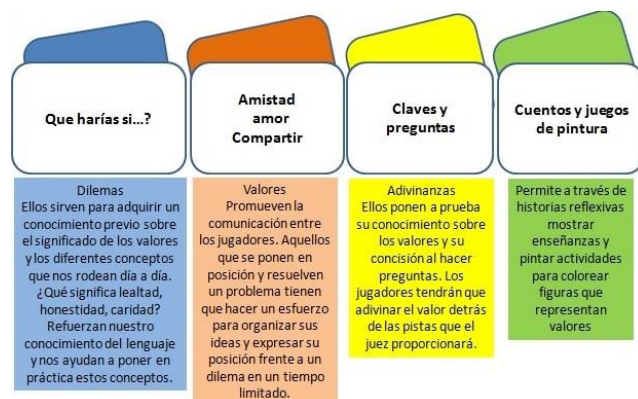 Que harías si...?
Amistad
amor
Compartir
Claves y
preguntas
Cuentos y juegos
de pintura
Dilemas
Ellos sirven para adquirir un
conocimiento previo sobre
el significado de los valores
y los diferentes conceptos
que nos rodean día a día.
¿Qué significa lealtad,
honestidad, caridad?
Refuerzan nuestro
conocimiento del lenguaje
y nos ayudan a poner en
práctica estos conceptos.
Valores
Promueven la
comunicación entre
los jugadores. Aquellos
que se ponen en
posición y resuelven
un problema tienen
que hacer un esfuerzo
para organizar sus
ideas y expresar su
posición frente a un
dilema en un tiempo
limitado.
Adivinanzas
Ellos ponen a prueba
su conocimiento sobre
los valores y su
concisión al hacer
preguntas. Los
jugadores tendrán que
adivinar el valor detrás
de las pistas que el
juez proporcionará.
Permite a través de
historias reflexivas
mostrar
enseñanzas y
pintar actividades
para colorear
figuras que
representan
valores